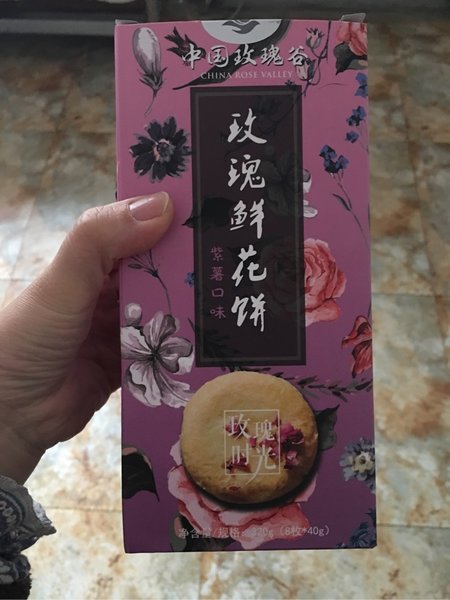 中国玫瑰谷
CHINA ROSE VALLEY
玫瑰鲜花饼
紫薯口味
玫瑰
时光
净含量/规格：320g（8枚*40g）